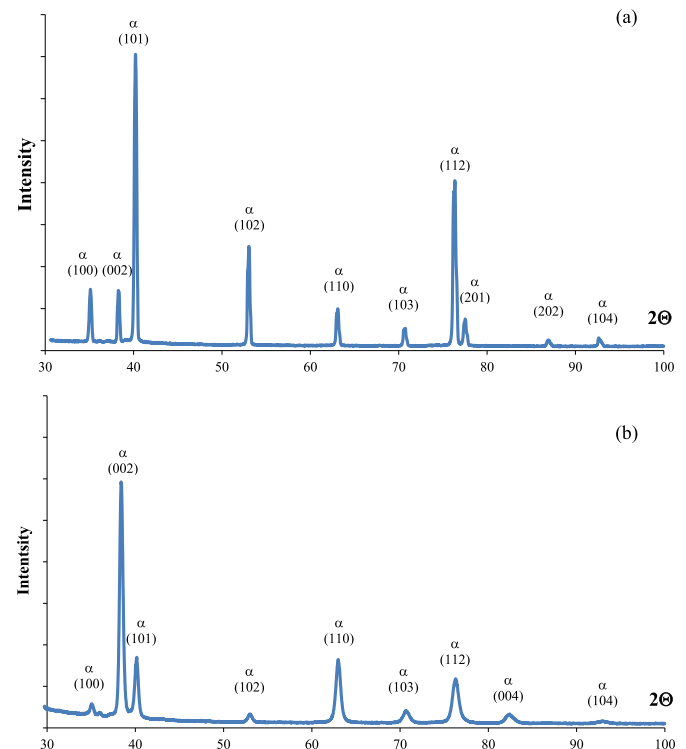 (a)
α
(101)
α
(112)
α
(102)
α
(100)
α
(002)
α
(110)
α
(103)
α
(201)
α
(202)
α
(104)
Intensity
2Θ
30 40 50 60 70 80 90 100
(b)
α
(002)
α
(101)
α
(110)
α
(112)
α
(100)
α
(102)
α
(103)
α
(004)
α
(104)
Intentsity
2Θ
30 40 50 60 70 80 90 100